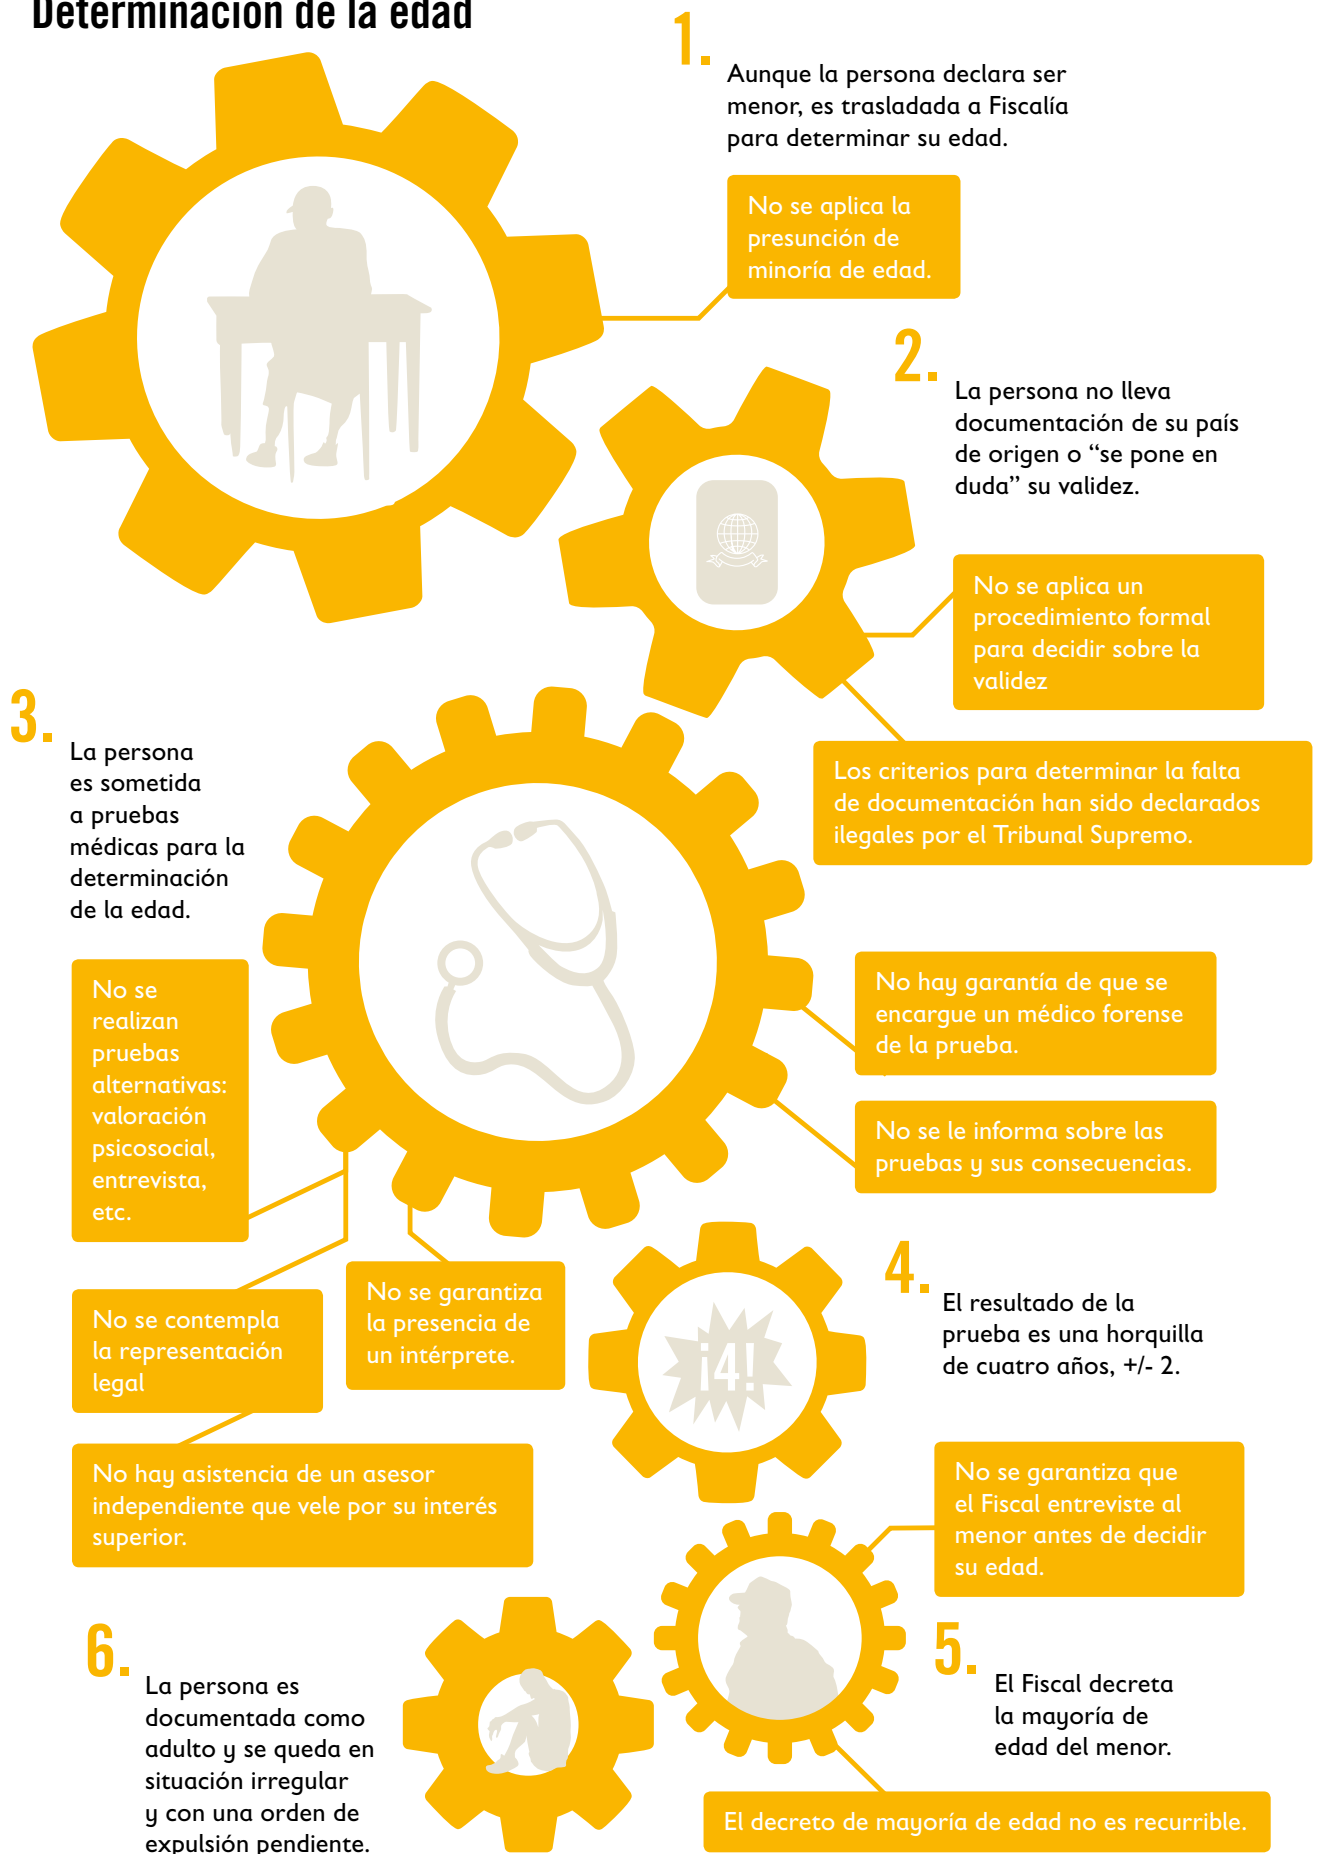 Determinación de la edad
1.
Aunque la persona declara ser
menor, es trasladada a Fiscalía
para determinar su edad.
No se aplica la
presunción de
minoría de edad.
2.
La persona no lleva
documentación de su país
de origen o “se pone en
duda” su validez.
No se aplica un
procedimiento formal
para decidir sobre la
validez
Los criterios para determinar la falta
de documentación han sido declarados
ilegales por el Tribunal Supremo.
3.
La persona
es sometida
a pruebas
médicas para la
determinación
de la edad.
No se
realizan
pruebas
alternativas:
valoración
psicosocial,
entrevista,
etc.
No hay garantía de que se
encargue un médico forense
de la prueba.
No se le informa sobre las
pruebas y sus consecuencias.
No se contempla
la representación
legal
No se garantiza
la presencia de
un intérprete.
No hay asistencia de un asesor
independiente que vele por su interés
superior.
4.
El resultado de la
prueba es una horquilla
de cuatro años, +/- 2.
¡4!
No se garantiza que
el Fiscal entreviste al
menor antes de decidir
su edad.
5.
El Fiscal decreta
la mayoría de
edad del menor.
El decreto de mayoría de edad no es recurrible.
6.
La persona es
documentada como
adulto y se queda en
situación irregular
y con una orden de
expulsión pendiente.